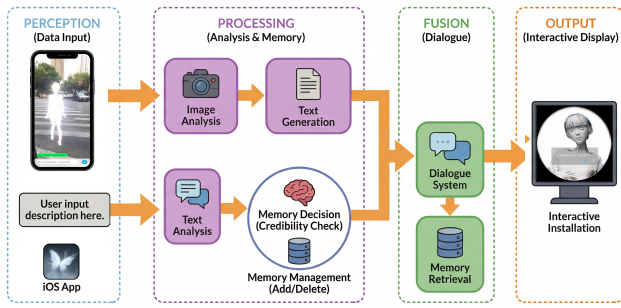 PERCEPTION
(Data Input)
User input
description here.
iOS App
PROCESSING
(Analysis & Memory)
Image
Analysis
Text
Generation
Text
Analysis
Memory Decision
(Credibility Check)
Memory Management
(Add/Delete)
FUSION
(Dialogue)
Dialogue
System
Memory
Retrieval
OUTPUT
(Interactive Display)
Interactive
Installation